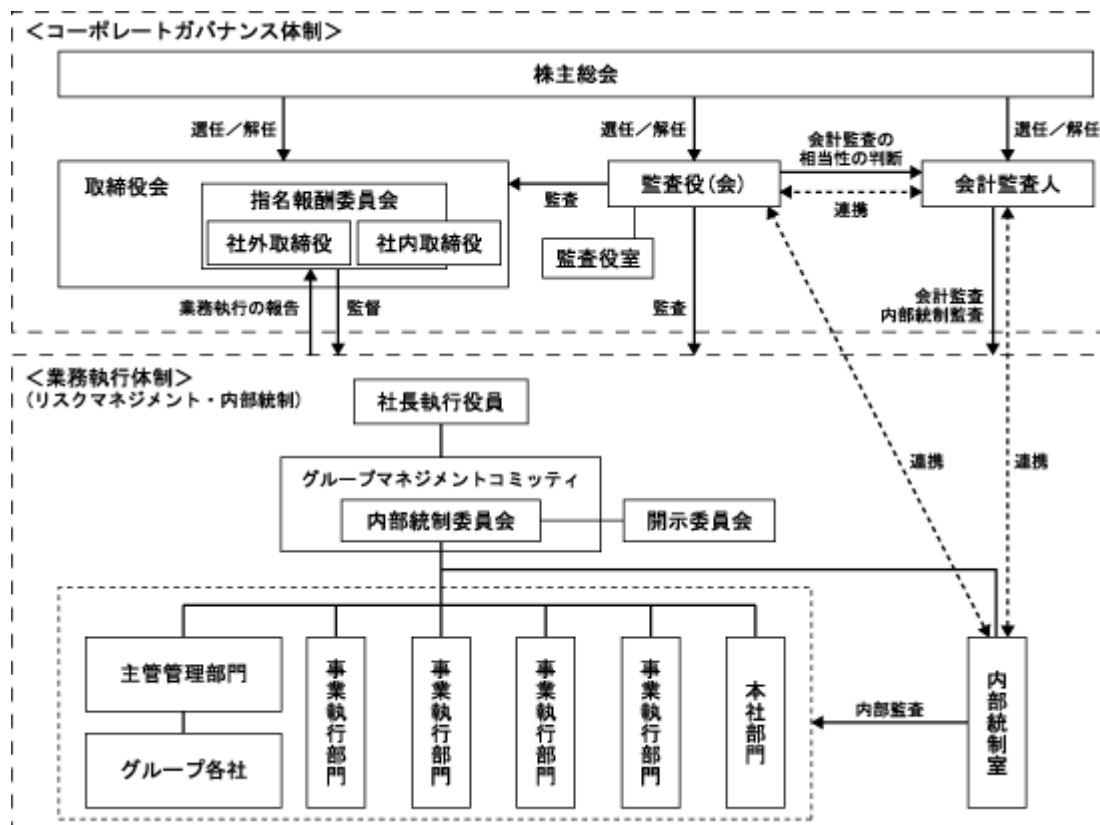 ＜コーポレートガバナンス体制＞
株主総会
選任／解任
選任／解任
会計監査の
相当性の判断
選任／解任
取締役会
指名報酬委員会
社外取締役
社内取締役
監査
監査役(会)
連携
会計監査人
監査役室
業務執行の報告
監督
監査
会計監査
内部統制監査
＜業務執行体制＞
(リスクマネジメント・内部統制)
社長執行役員
グループマネジメントコミッティ
内部統制委員会
開示委員会
連携
連携
主管管理部門
グループ各社
事業執行部門
事業執行部門
事業執行部門
事業執行部門
本社部門
内部監査
内部統制室